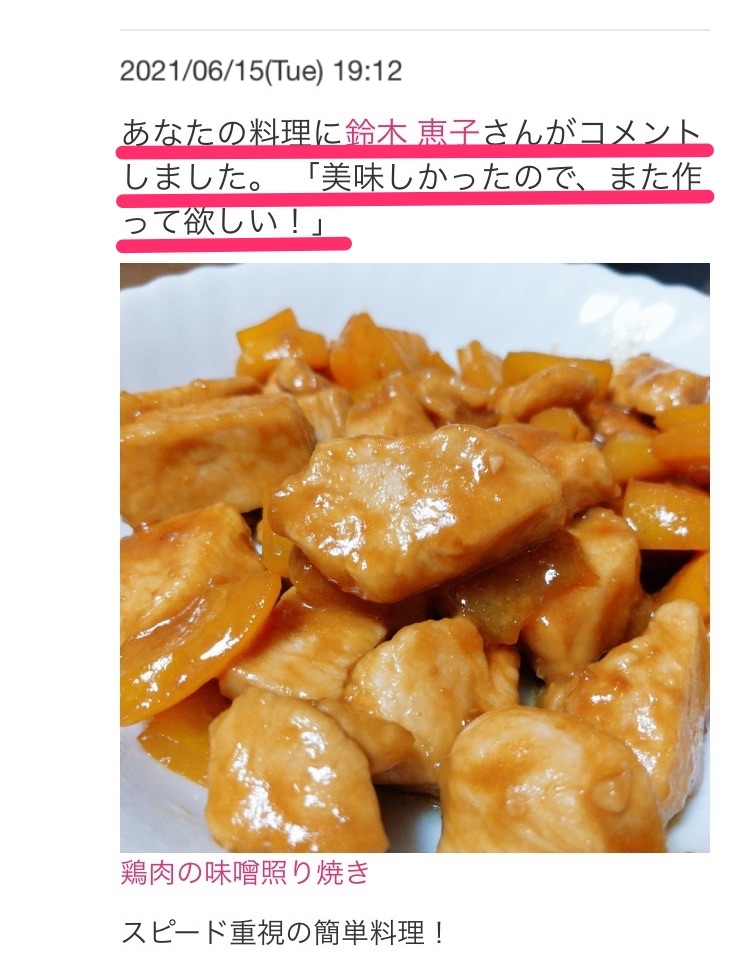 2021/06/15(Tue) 19:12
あなたの料理に鈴木 恵子さんがコメント
しました。 「美味しかったので、また作
って欲しい！」
鶏肉の味噌照り焼き
スピード重視の簡単料理！